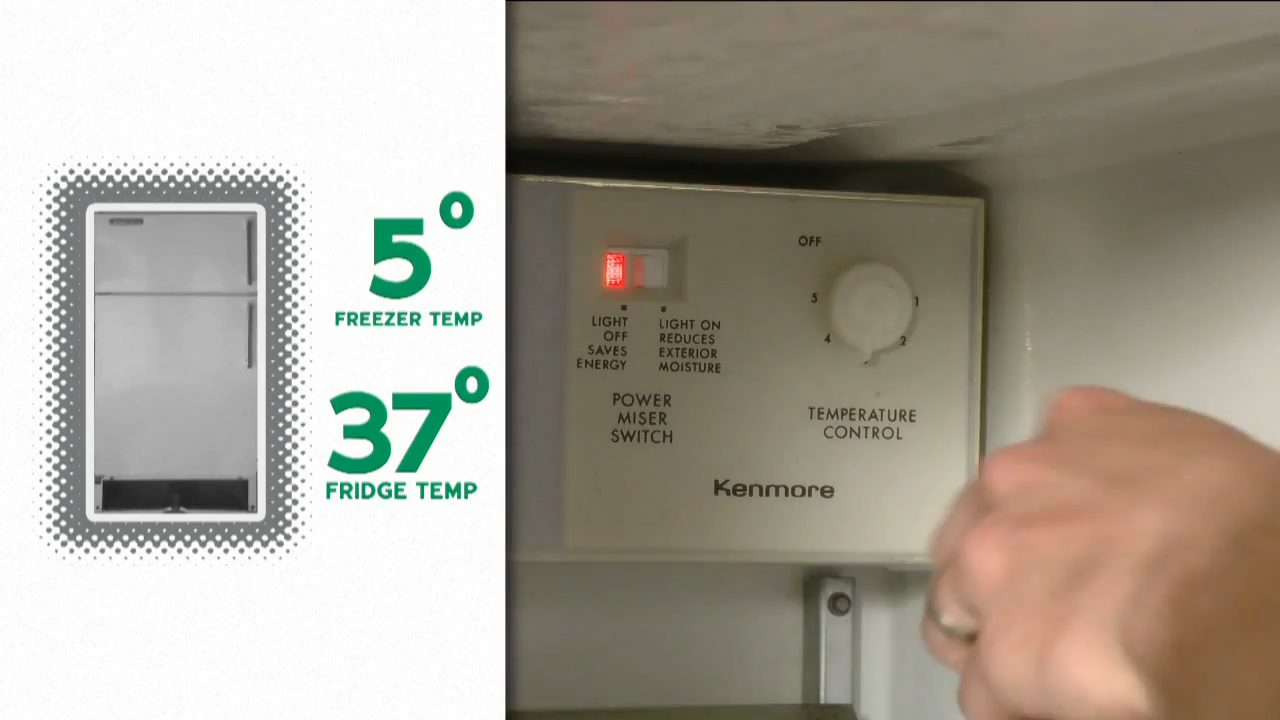 5°
FREEZER TEMP
37°
FRIDGE TEMP
LIGHT
OFF
SAVES
ENERGY
LIGHT ON
REDUCES
EXTERIOR
MOISTURE
POWER
MISER
SWITCH
OFF
5
1
4
2
TEMPERATURE
CONTROL
Kenmore